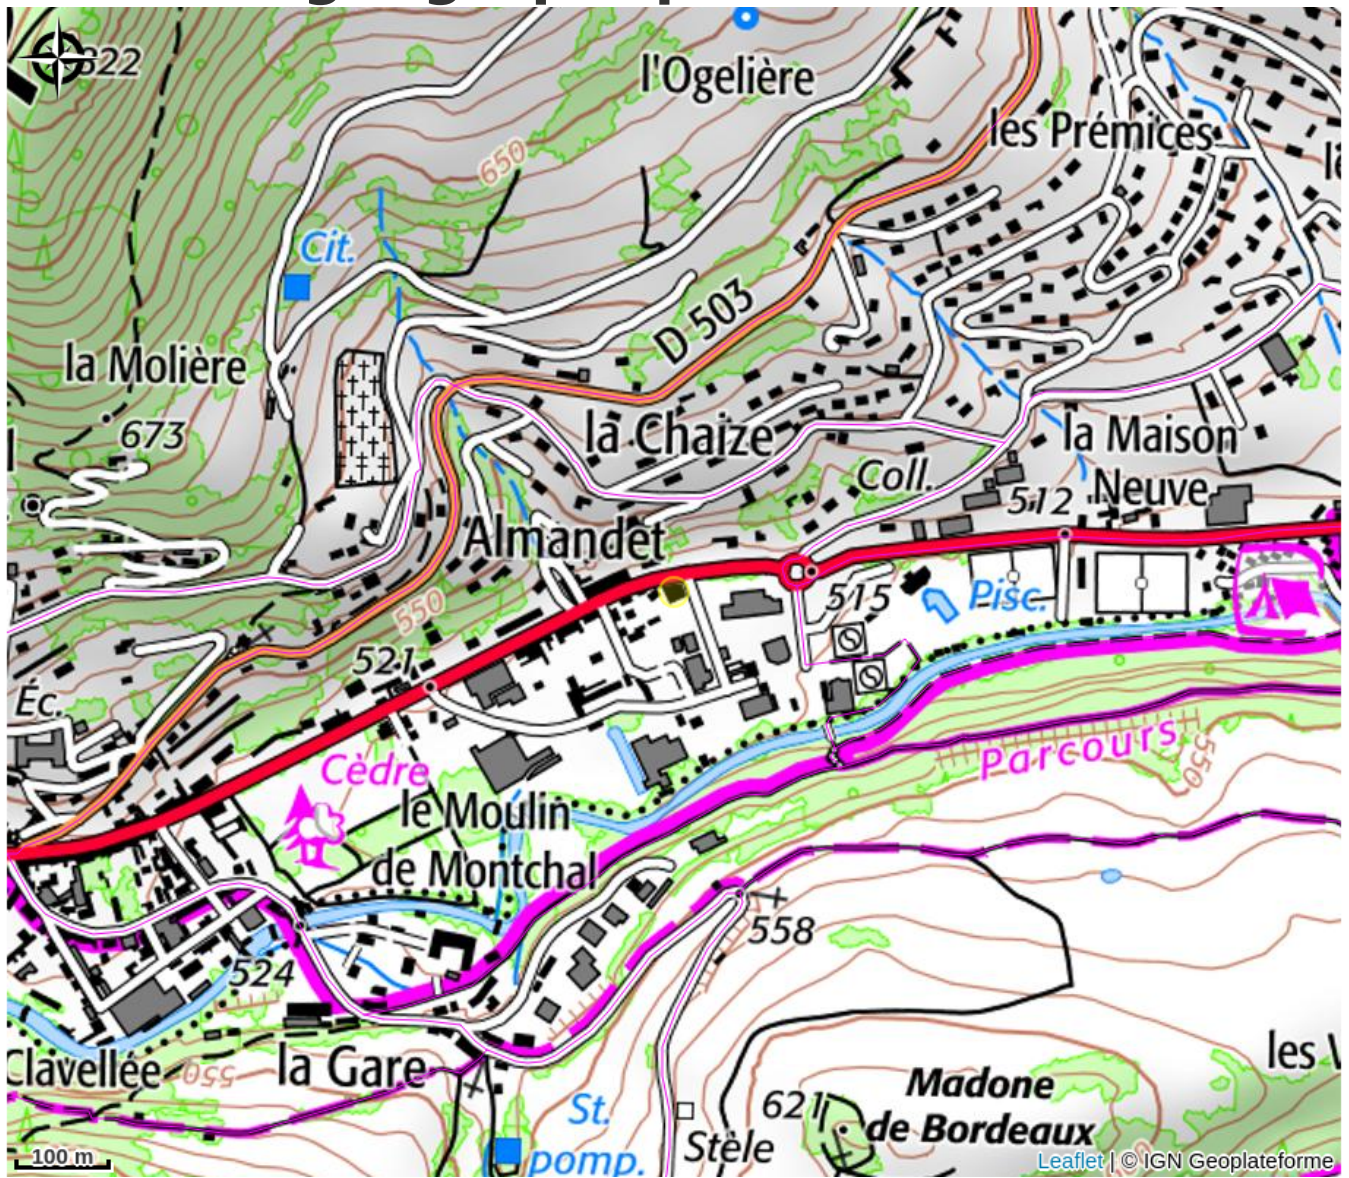 822
l'Ogelière
les Prémices
650
Cit.
D 503
la Molière
673
la Chaize
la Maison
Neuve
Coll.
512
Almandet
550
515
Pisc.
521
Éc.
Cèdre
Parcours
550
le Moulin
de Montchal
558
524
Clavellée
550
la Gare
les V
Madone
de Bordeaux
621
St.
pomp.
Stèle
100 m
Leaflet | © IGN Geoplateforme